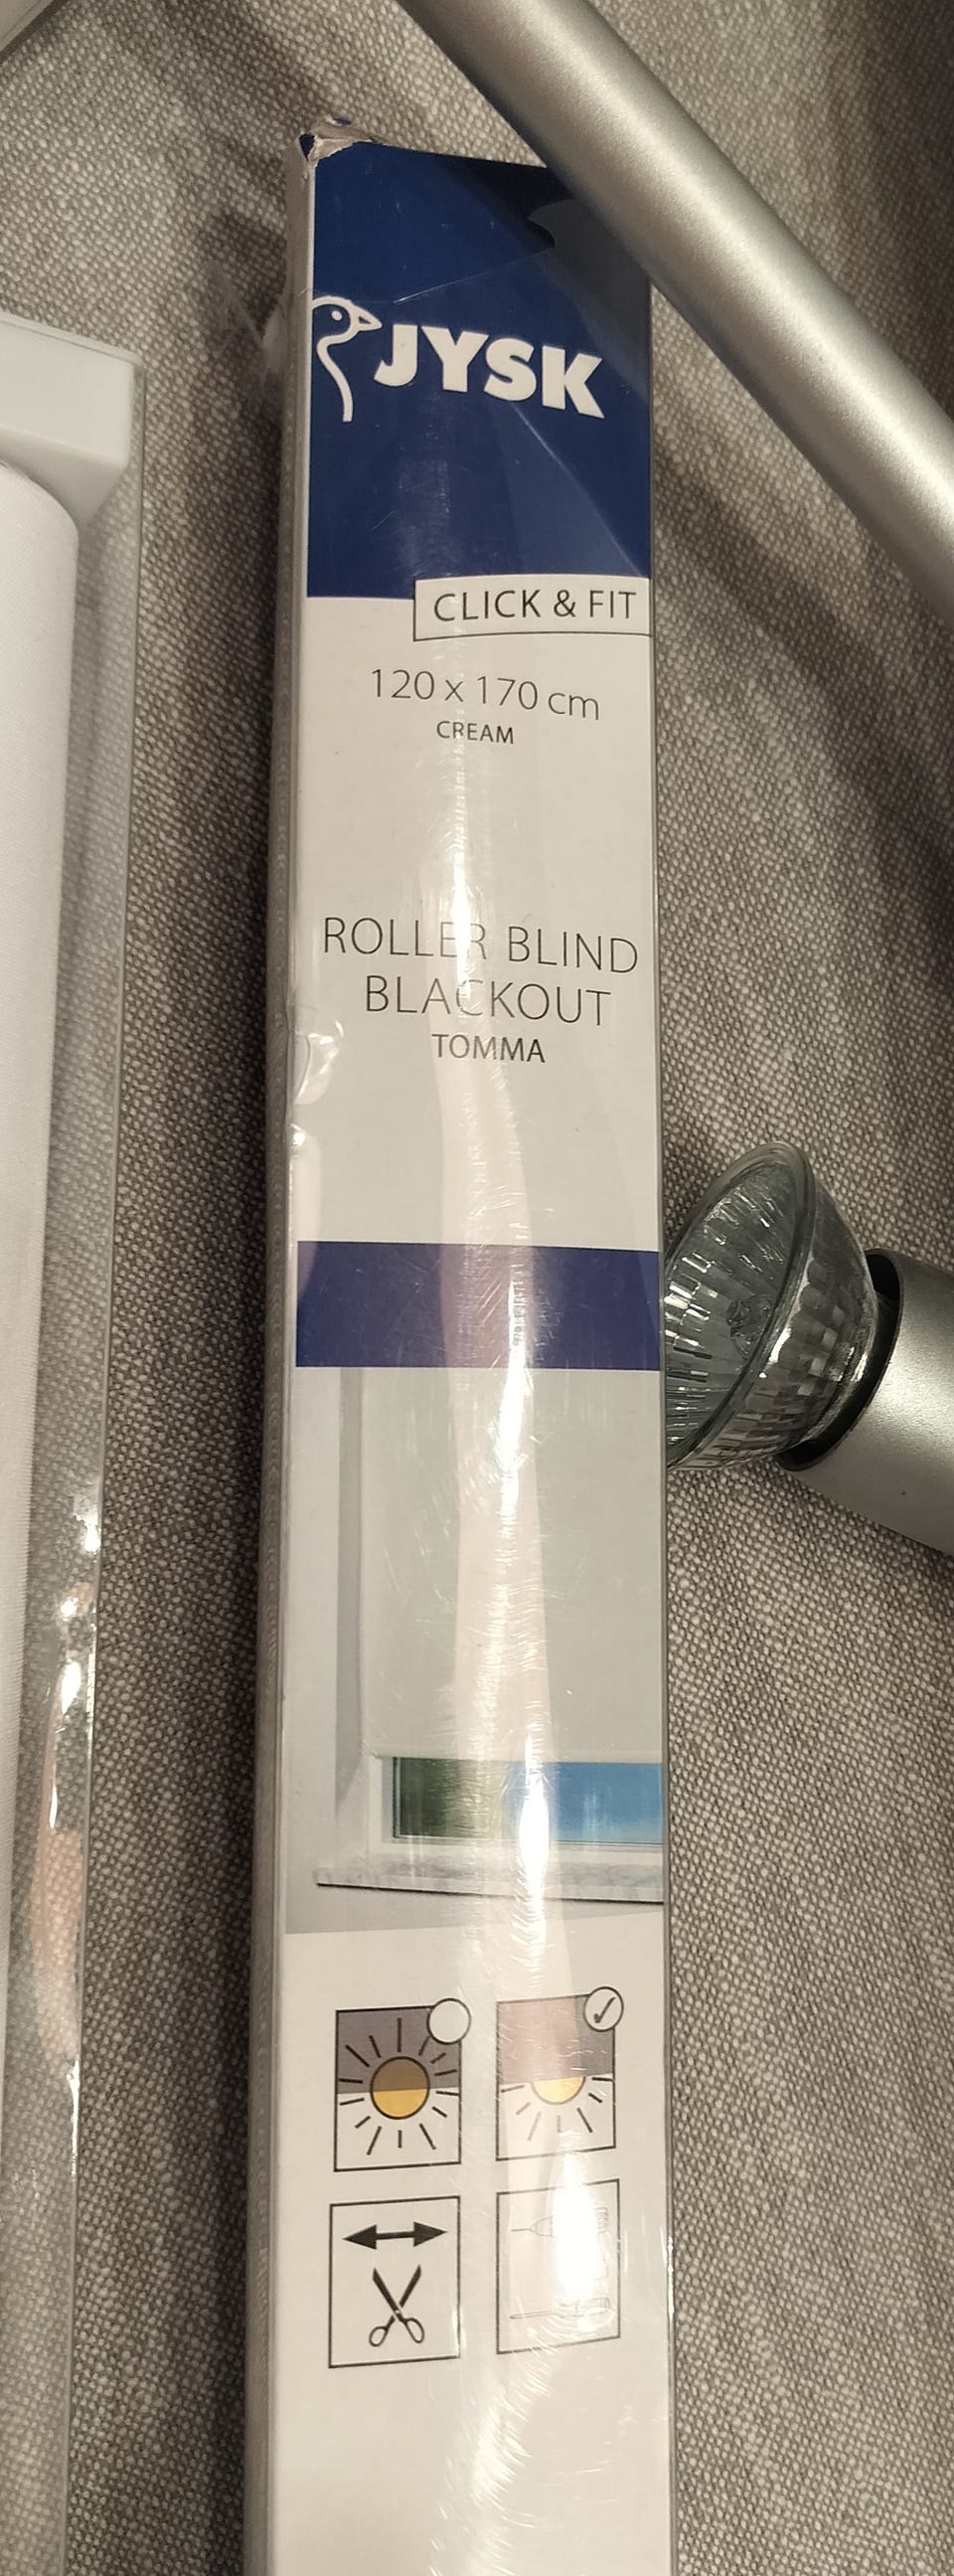 JYSK
CLICK & FIT
120 x 170 cm
CREAM
ROLLER BLIND
BLACKOUT
TOMMA